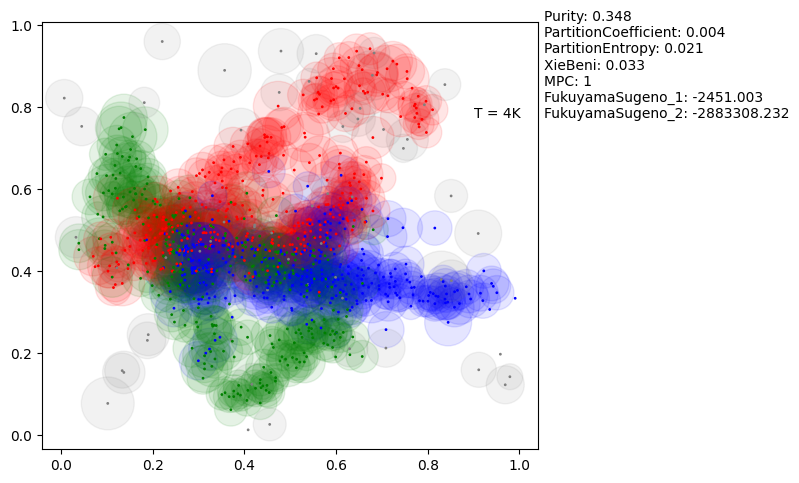 Purity: 0.348
PartitionCoefficient: 0.004
PartitionEntropy: 0.021
XieBeni: 0.033
MPC: 1
FukuyamaSugeno_1: -2451.003
FukuyamaSugeno_2: -2883308.232
1.0
0.8
T = 4K
0.6
0.4
0.2
0.0
0.0 0.2 0.4 0.6 0.8 1.0